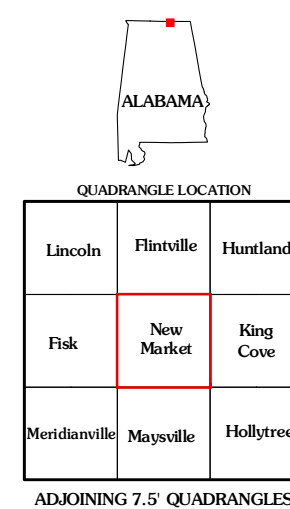 ALABAMA
QUADRANGLE LOCATION
Lincoln Flintville Huntland
Fisk New Market King Cove
Meridianville Maysville Hollytree
ADJOINING 7.5' QUADRANGLES